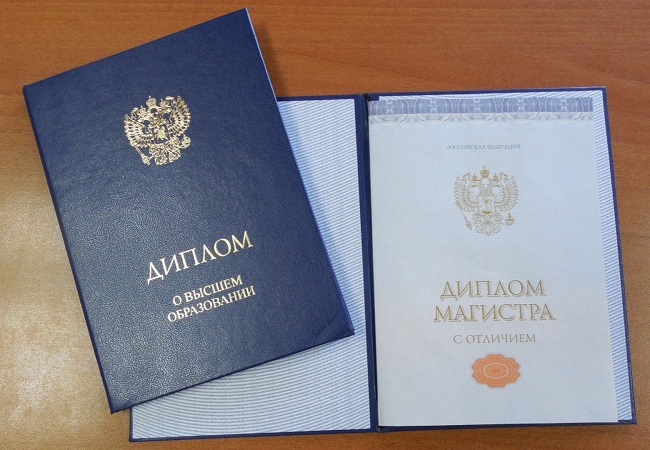 ДИПЛОМ
О ВЫСШЕМ
ОБРАЗОВАНИИ
РОССИЙСКАЯ ФЕДЕРАЦИЯ
ДИПЛОМ
МАГИСТРА
С ОТЛИЧИЕМ